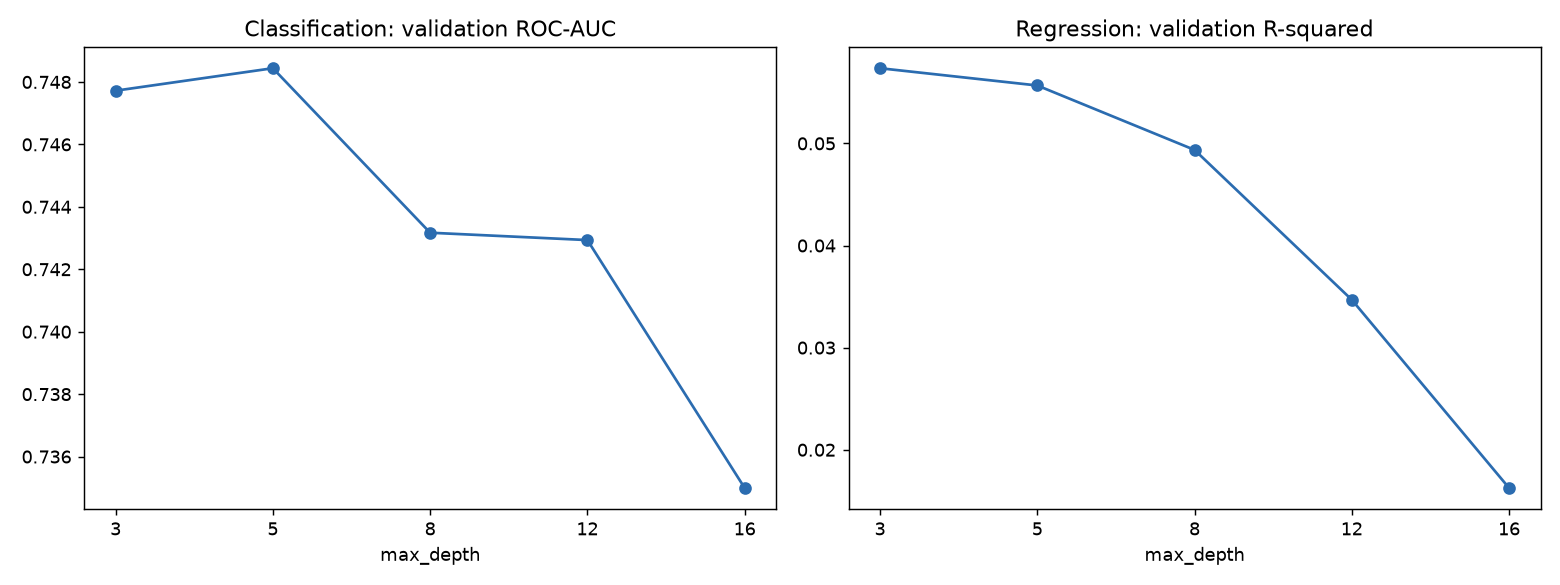 Classification: validation ROC-AUC
0.748
0.746
0.744
0.742
0.740
0.738
0.736
3 5 8 12 16
max_depth
Regression: validation R-squared
0.05
0.04
0.03
0.02
3 5 8 12 16
max_depth